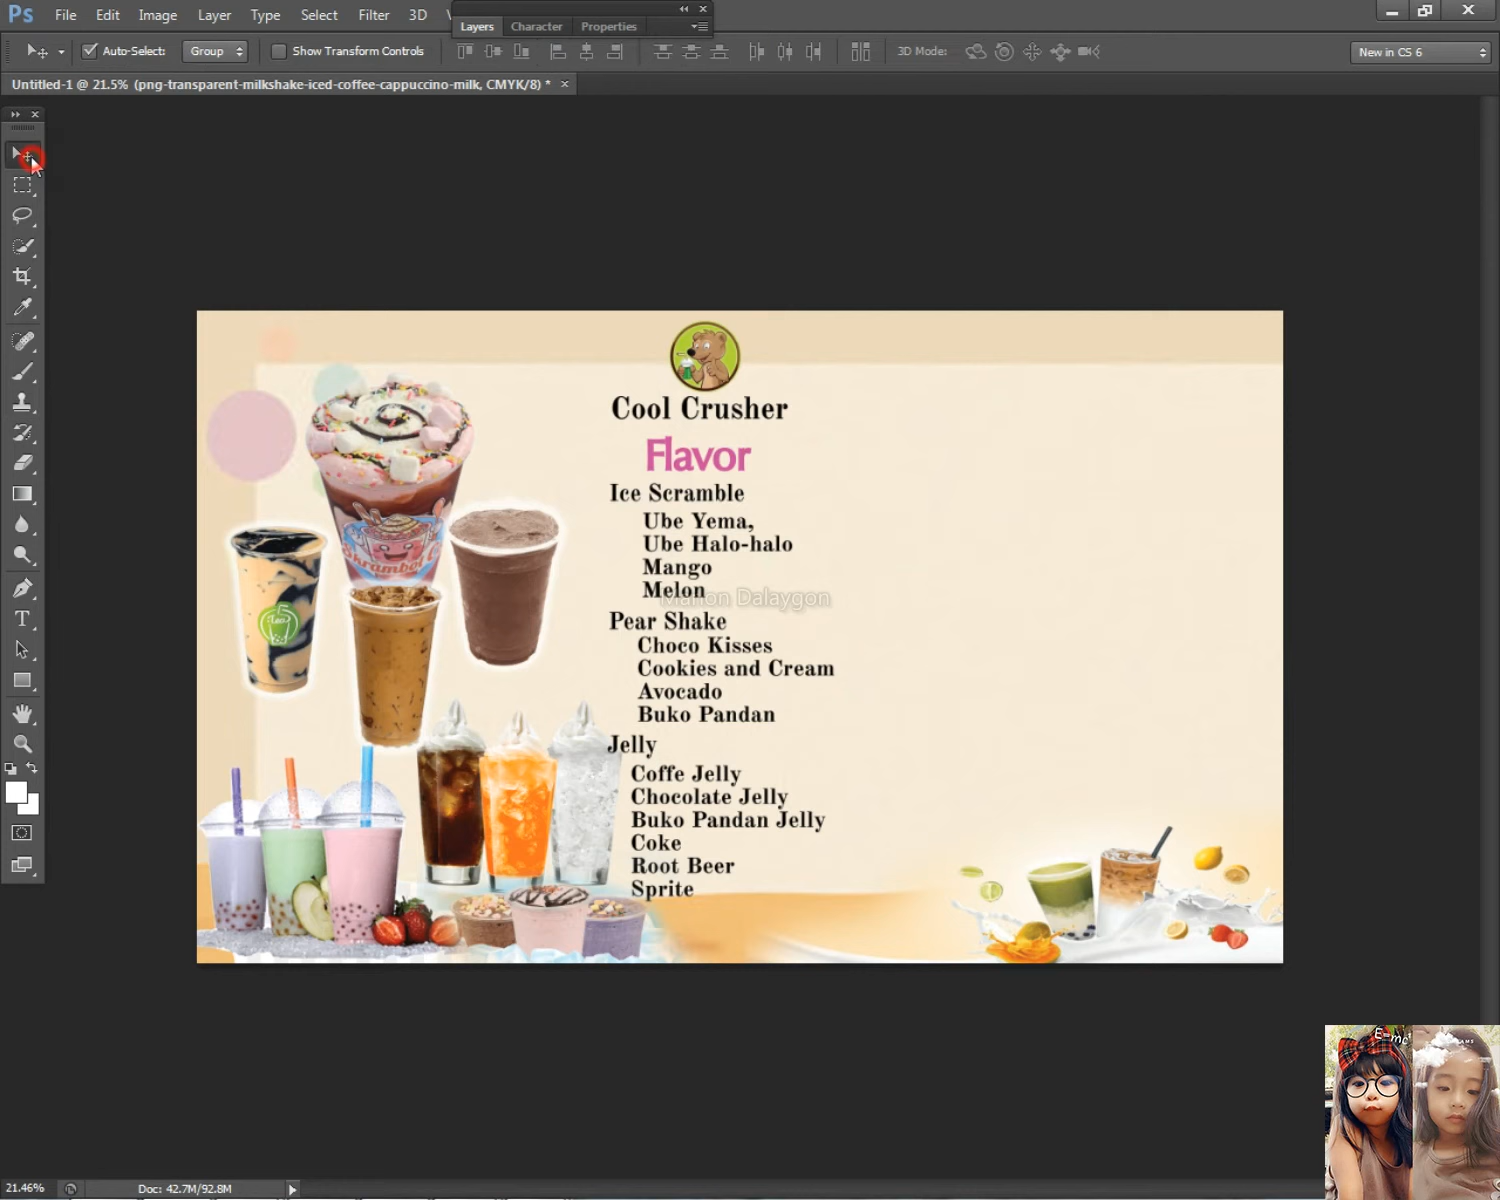 Ps File Edit Image Layer Type Select Filter 3D
Layers Character Properties
Auto-Select: Group Show Transform Controls 3D Mode: New in CS 6
Untitled-1 @ 21.5% (png-transparent-milkshake-iced-coffee-cappuccino-milk, CMYK/8) *
Cool Crusher
Flavor
Ice Scramble
Ube Yema,
Ube Halo-halo
Mango
Melon
Marlon Dalaygon
Pear Shake
Choco Kisses
Cookies and Cream
Avocado
Buko Pandan
Jelly
Coffe Jelly
Chocolate Jelly
Buko Pandan Jelly
Coke
Root Beer
Sprite
E=mc²
21.46% Doc: 42.7M/92.8M